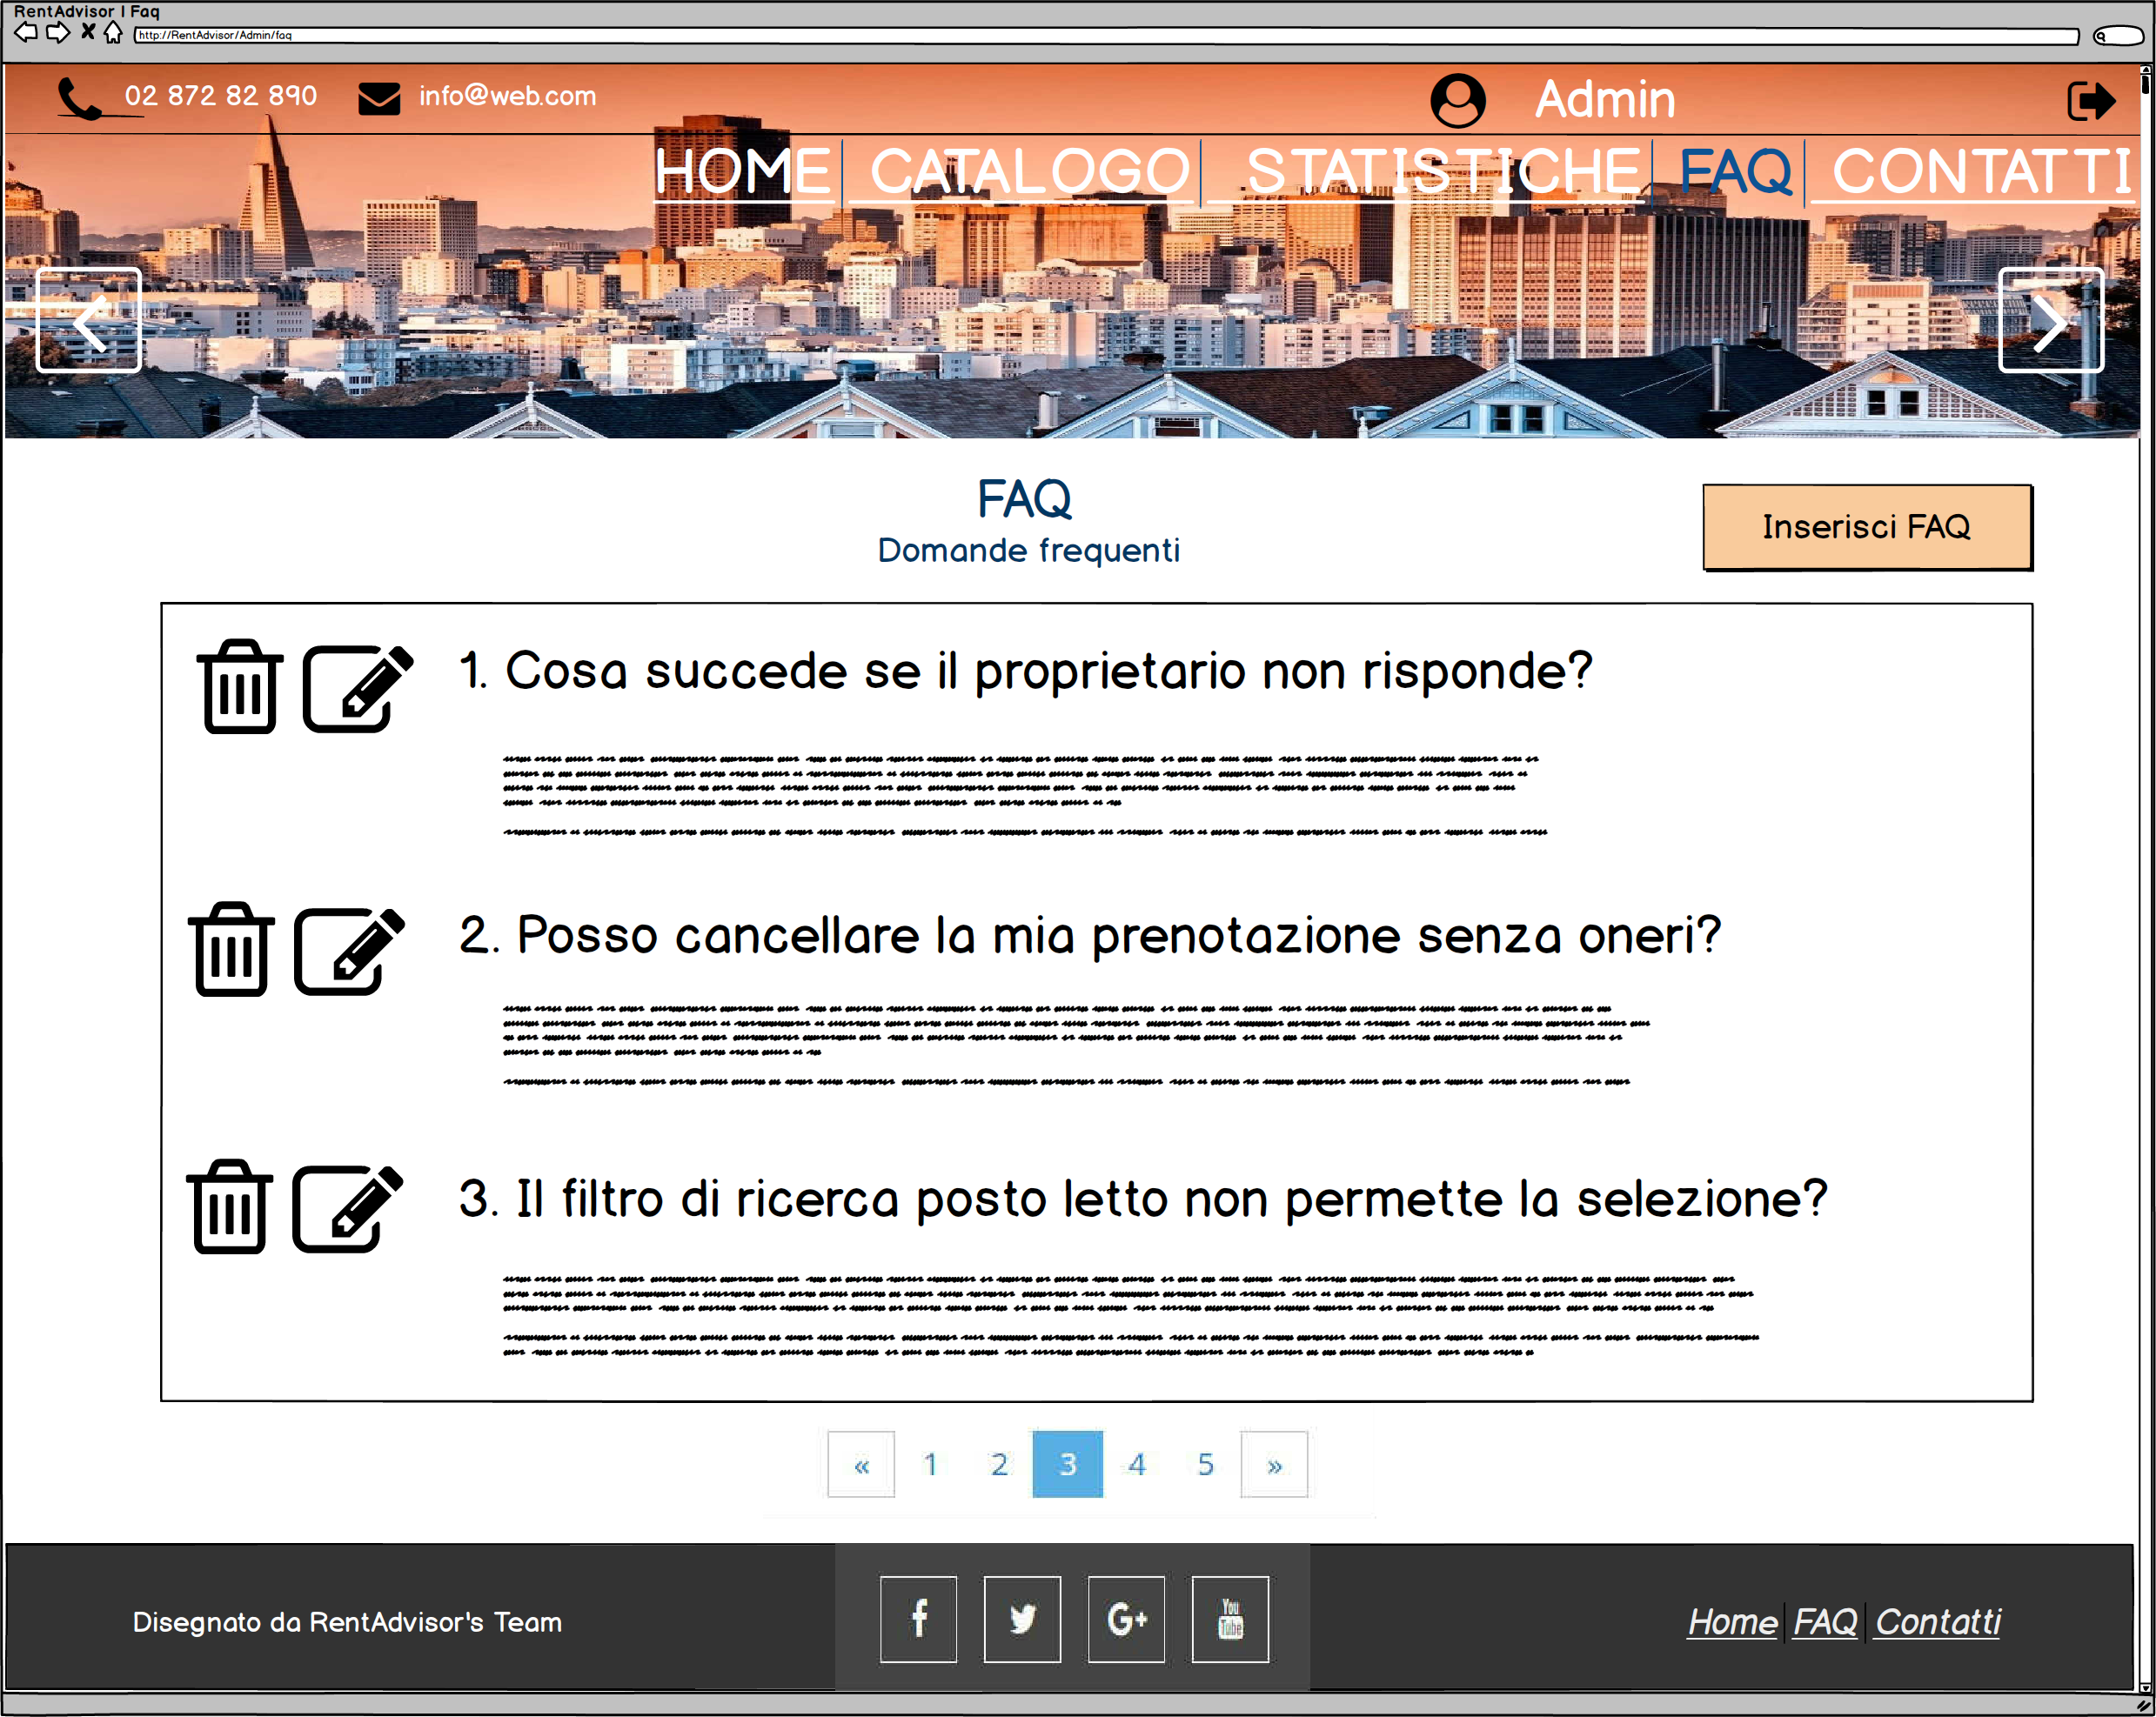 RentAdvisor | Faq
http://RentAdvisor/Admin/faq
02 872 82 890
info@web.com
Admin
HOME
CATALOGO
STATISTICHE
FAQ
CONTATTI
FAQ
Domande frequenti
Inserisci FAQ
1. Cosa succede se il proprietario non risponde?
2. Posso cancellare la mia prenotazione senza oneri?
3. Il filtro di ricerca posto letto non permette la selezione?
« 1 2 3 4 5 »
Disegnato da RentAdvisor's Team
f
G+
You Tube
Home FAQ Contatti